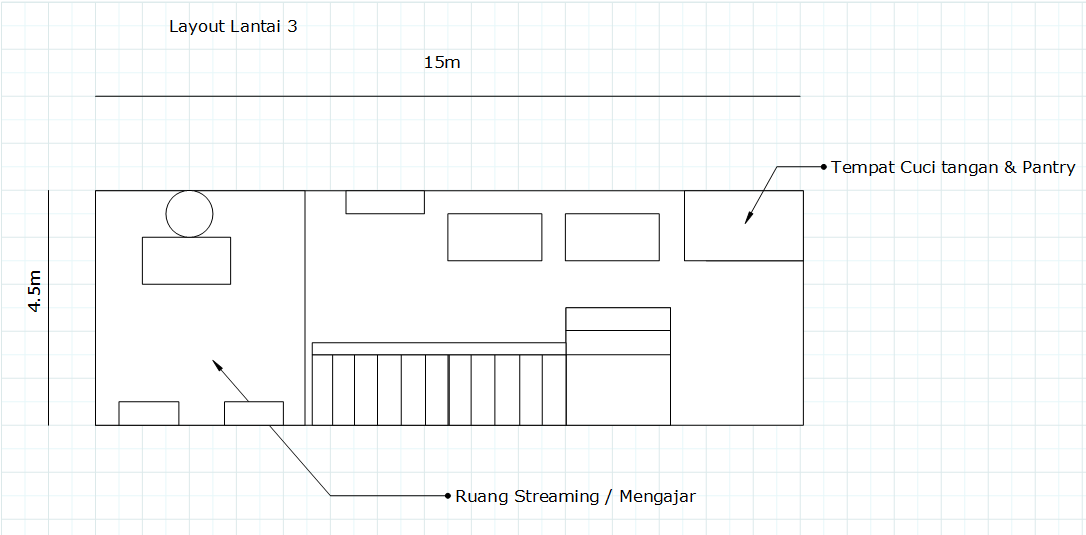 Layout Lantai 3
15m
Tempat Cuci tangan & Pantry
4.5m
Ruang Streaming / Mengajar